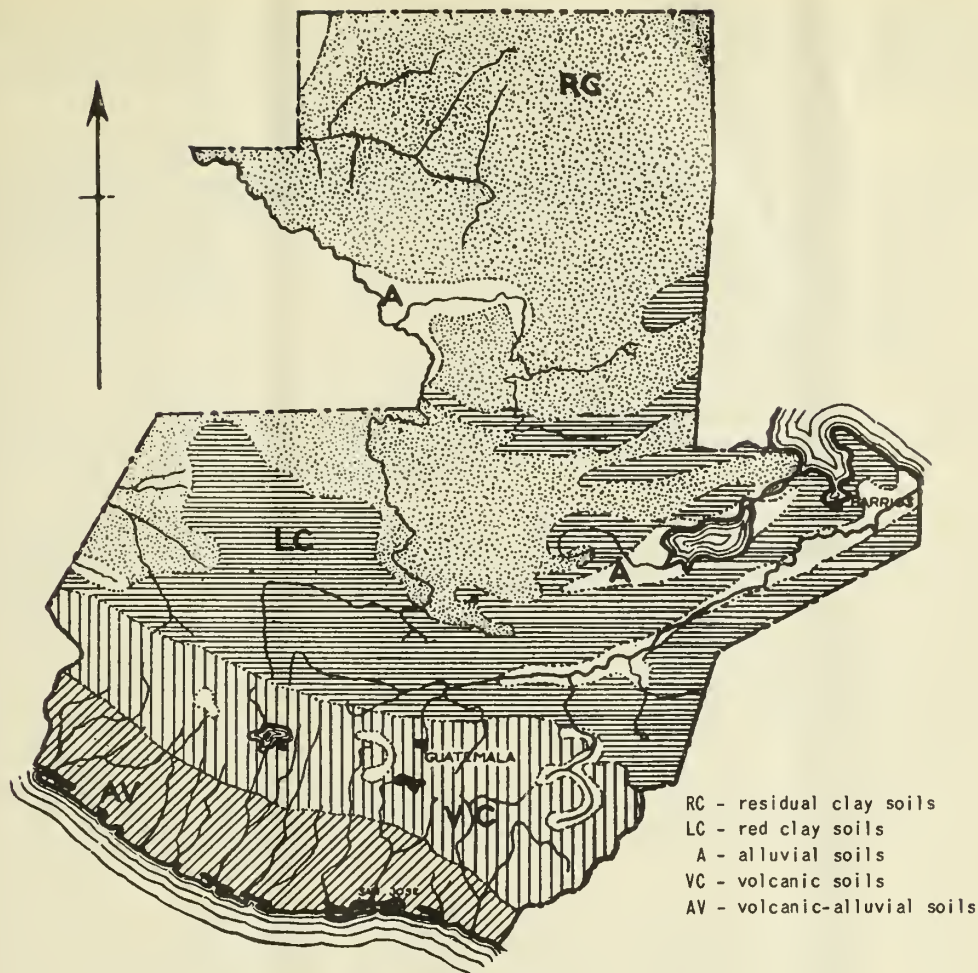 RC
A
LC
BARRIOS
A
GUATEMALA
AV
VC
SAN JOSE
RC - residual clay soils
LC - red clay soils
A - alluvial soils
VC - volcanic soils
AV - volcanic-alluvial soils